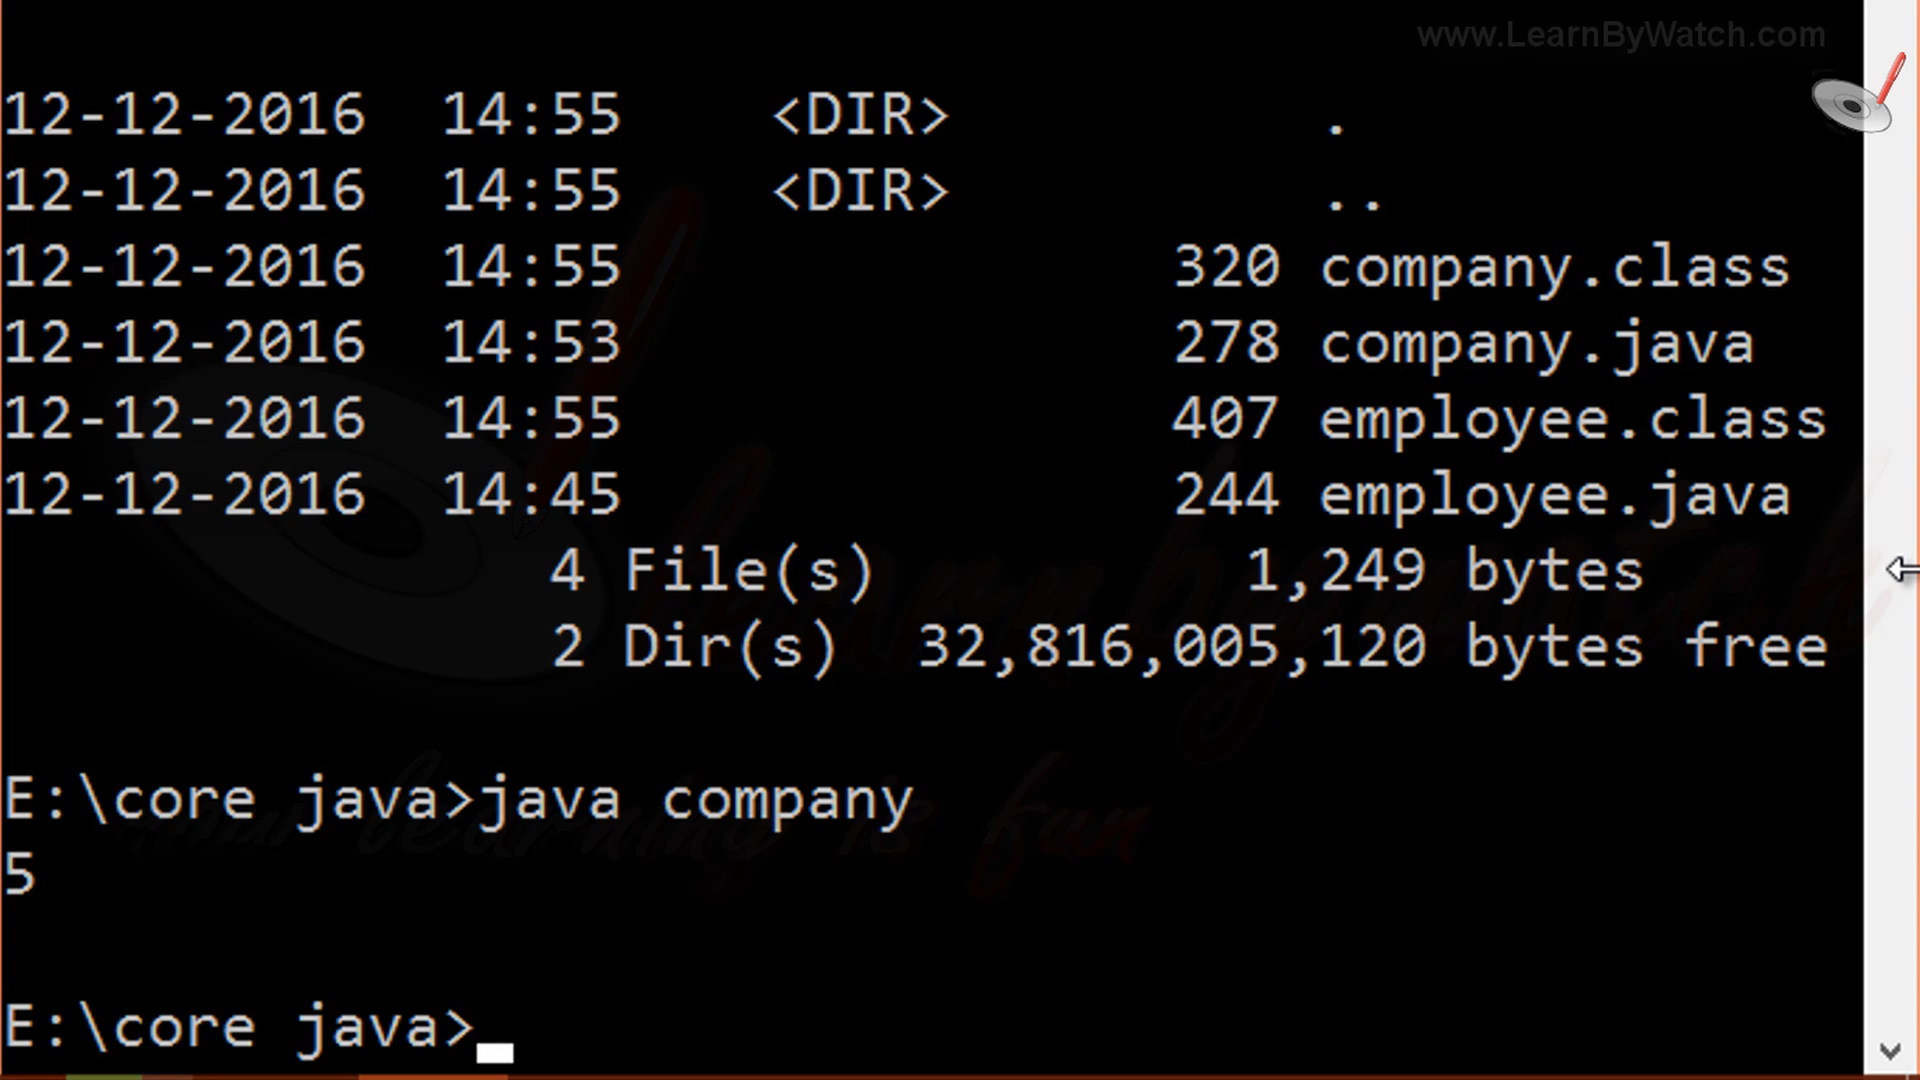 www.LearnByWatch.com
12-12-2016 14:55 <DIR> .
12-12-2016 14:55 <DIR> ..
12-12-2016 14:55 320 company.class
12-12-2016 14:53 278 company.java
12-12-2016 14:55 407 employee.class
12-12-2016 14:45 244 employee.java
4 File(s) 1,249 bytes
2 Dir(s) 32,816,005,120 bytes free
E:\core java>java company
5
E:\core java>